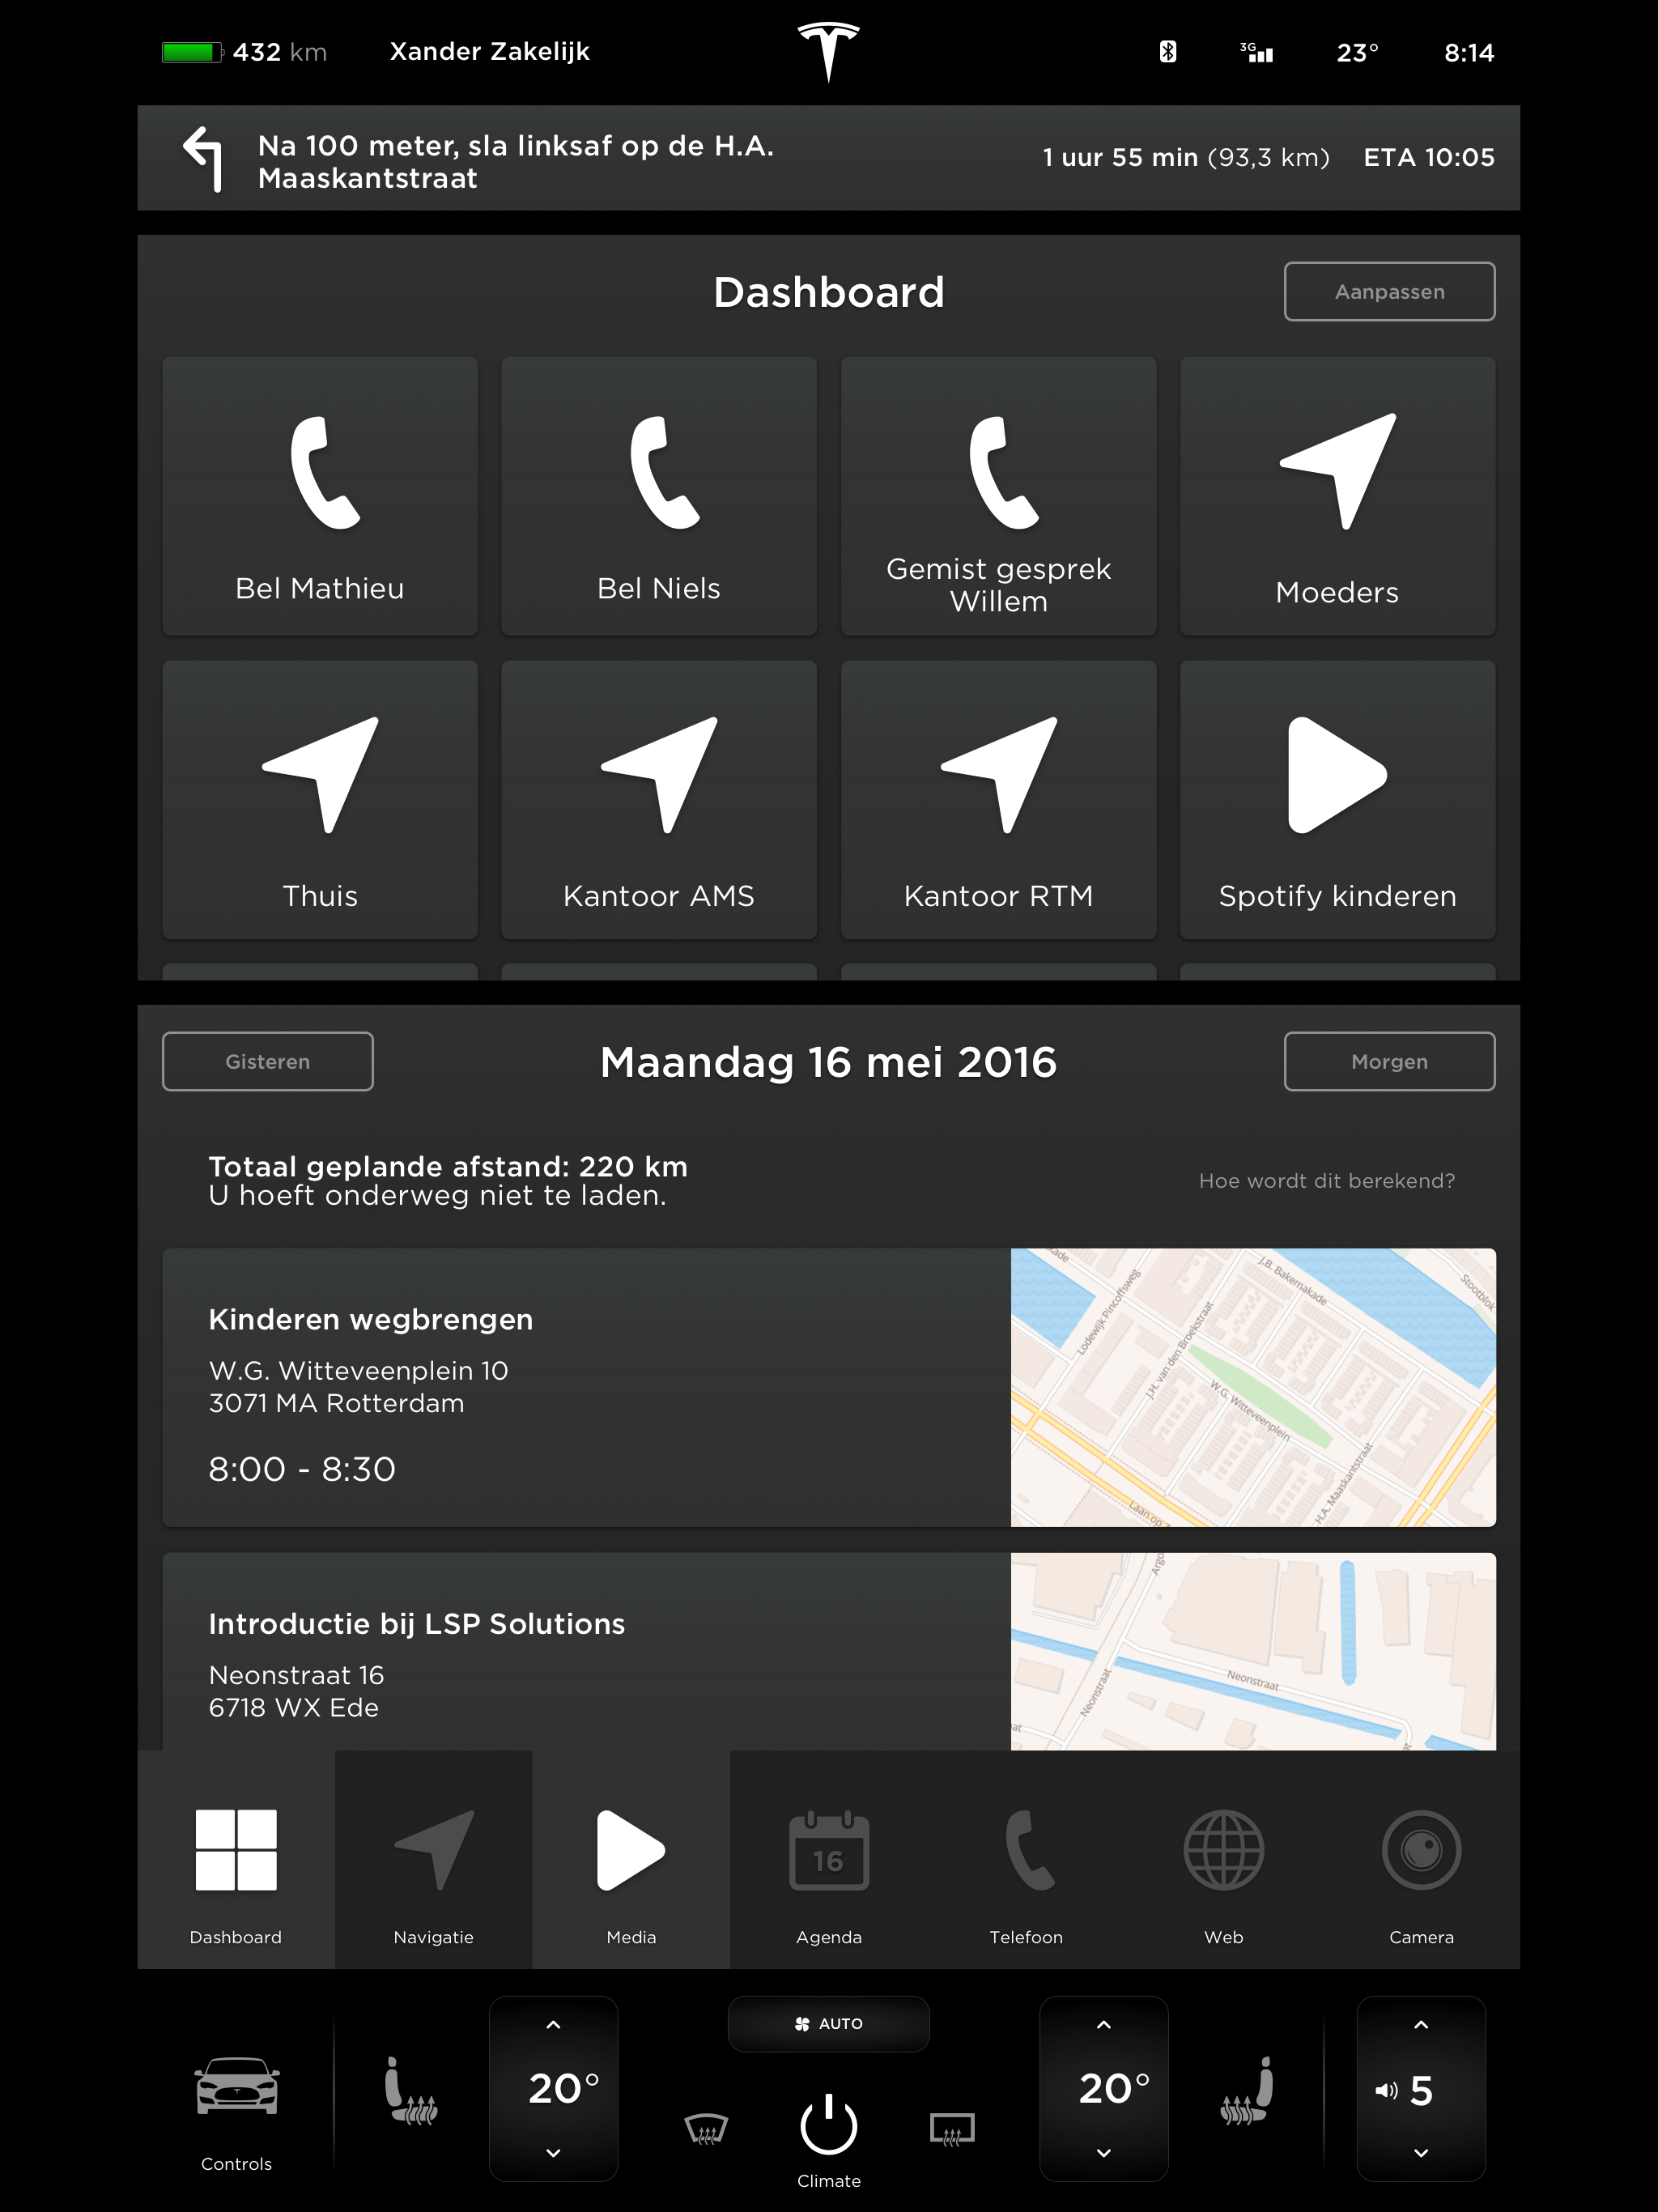 432 km
Xander Zakelijk
3G
23°
8:14
Na 100 meter, sla linksaf op de H.A.
Maaskantstraat
1 uur 55 min (93,3 km)
ETA 10:05
Dashboard
Aanpassen
Bel Mathieu
Bel Niels
Gemist gesprek
Willem
Moeders
Thuis
Kantoor AMS
Kantoor RTM
Spotify kinderen
Gisteren
Maandag 16 mei 2016
Morgen
Totaal geplande afstand: 220 km
U hoeft onderweg niet te laden.
Hoe wordt dit berekend?
Kinderen wegbrengen
W.G. Witteveenplein 10
3071 MA Rotterdam
8:00 - 8:30
kade
Lodewijk Pincoffsweg
J.B. Bakemakade
Stootblok
J.H. van den Broekstraat
W.G. Witteveenplein
H.A. Maaskantstraat
Laan op Z
Introductie bij LSP Solutions
Neonstraat 16
6718 WX Ede
Argo
Neonstraat
Neonstraat
at
Dashboard
Navigatie
Media
16
Agenda
Telefoon
Web
Camera
Controls
20°
AUTO
Climate
20°
5